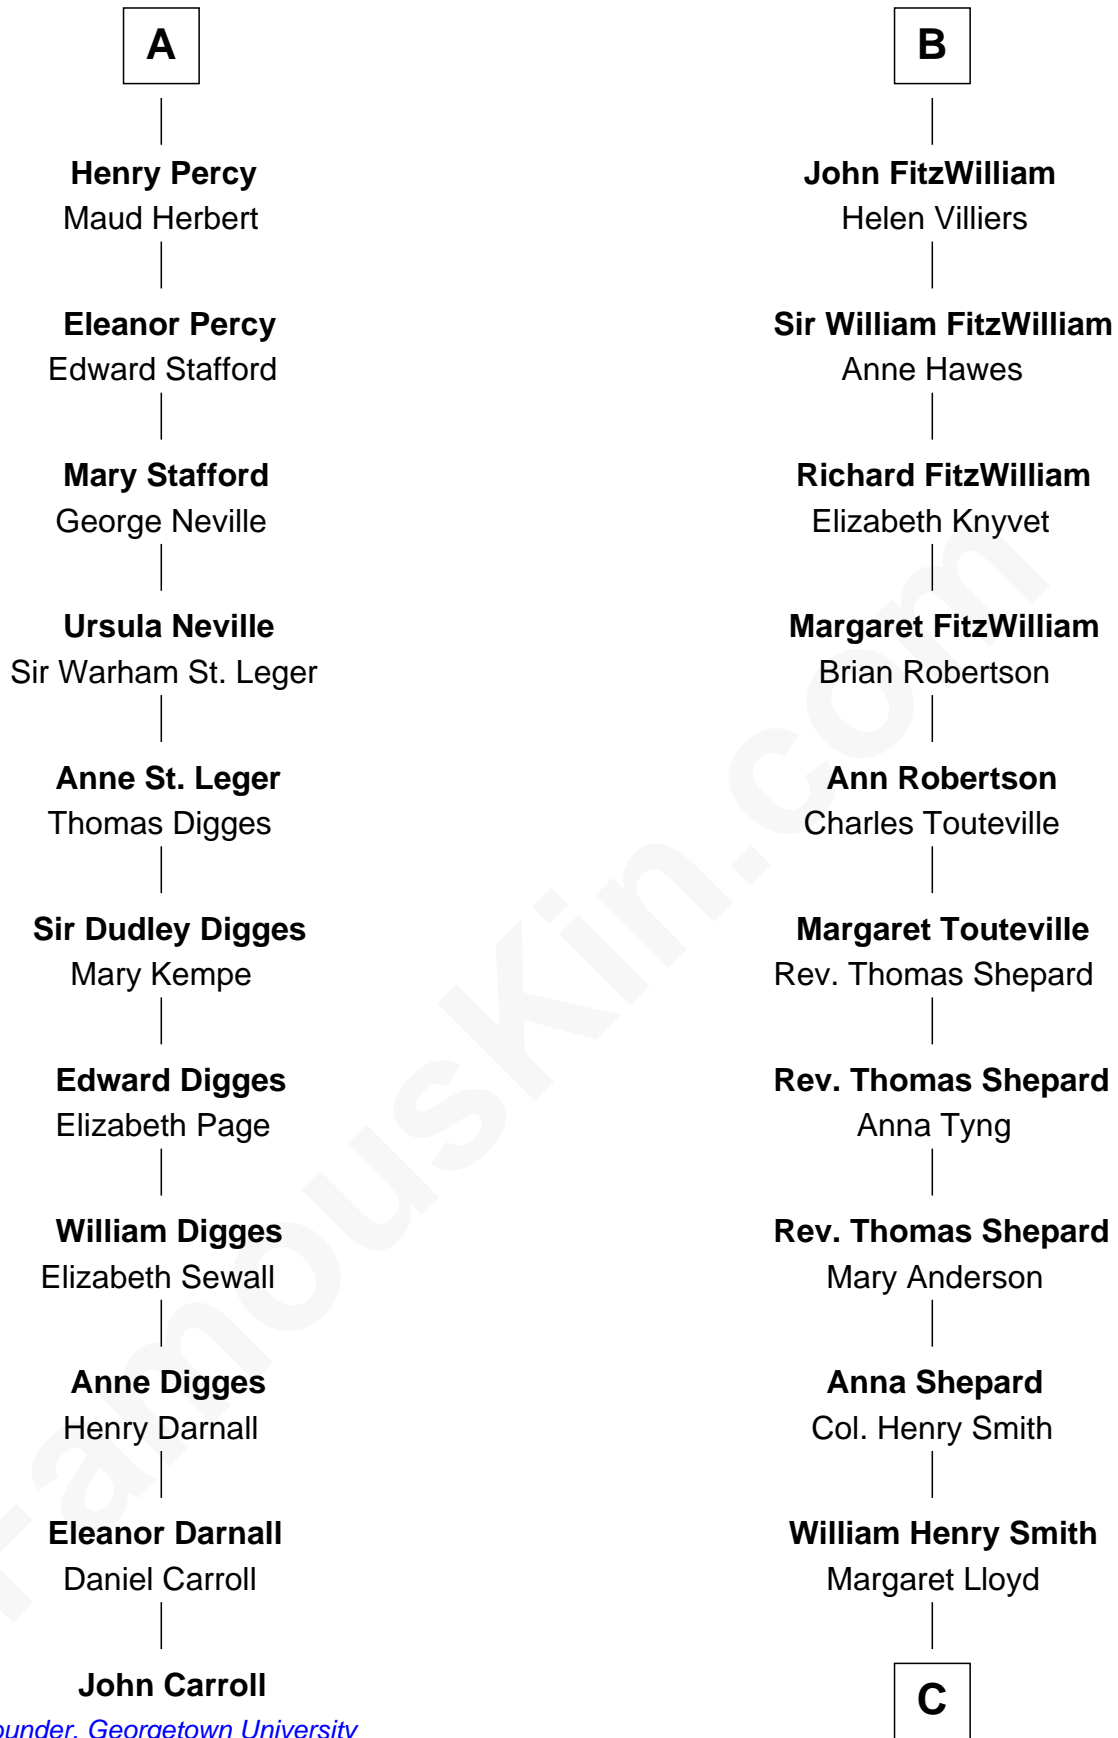 A
Henry Percy
Maud Herbert
Eleanor Percy
Edward Stafford
Mary Stafford
George Neville
Ursula Neville
Sir Warham St. Leger
Anne St. Leger
Thomas Digges
Sir Dudley Digges
Mary Kempe
Edward Digges
Elizabeth Page
William Digges
Elizabeth Sewall
Anne Digges
Henry Darnall
Eleanor Darnall
Daniel Carroll
John Carroll
Georgetown University
B
John FitzWilliam
Helen Villiers
Sir William FitzWilliam
Anne Hawes
Richard FitzWilliam
Elizabeth Knyvet
Margaret FitzWilliam
Brian Robertson
Ann Robertson
Charles Touteville
Margaret Touteville
Rev. Thomas Shepard
Rev. Thomas Shepard
Anna Tyng
Rev. Thomas Shepard
Mary Anderson
Anna Shepard
Col. Henry Smith
William Henry Smith
Margaret Lloyd
C
FamousKin.com